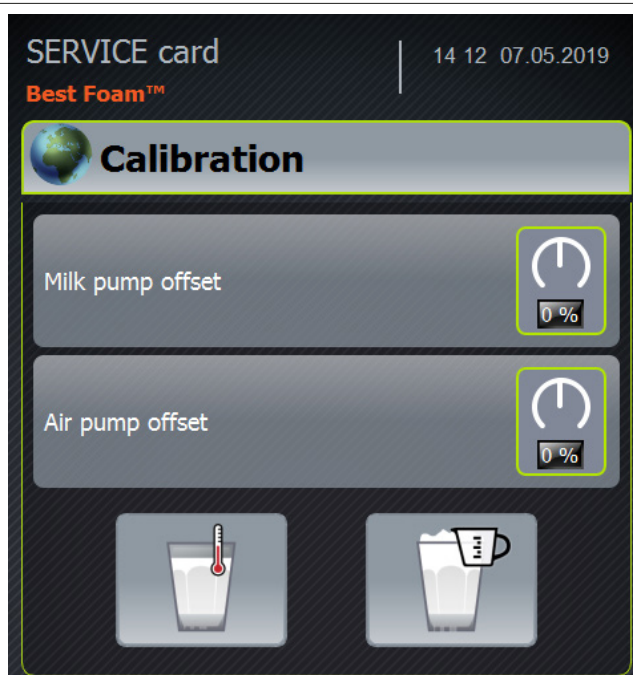 SERVICE card
14 12 07.05.2019
Best Foam™
Calibration
Milk pump offset
0 %
Air pump offset
0 %